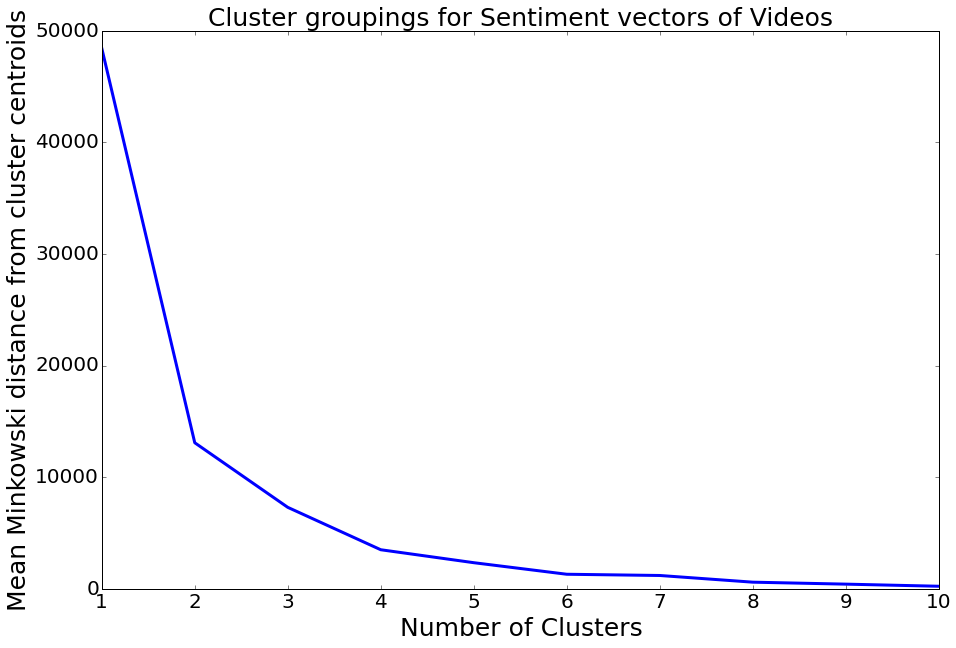 Cluster groupings for Sentiment vectors of Videos
Mean Minkowski distance from cluster centroids
50000
40000
30000
20000
10000
0
1 2 3 4 5 6 7 8 9 10
Number of Clusters